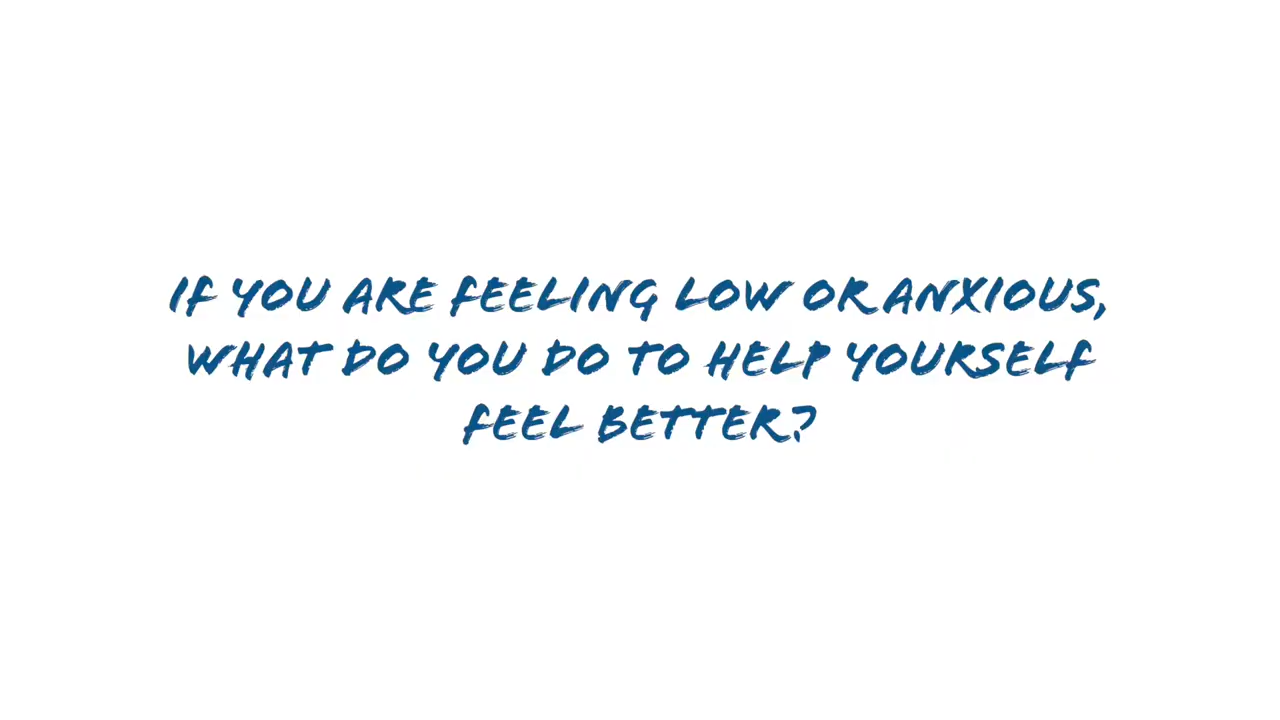 IF YOU ARE FEELING LOW OR ANXIOUS,
WHAT DO YOU DO TO HELP YOURSELF
FEEL BETTER?